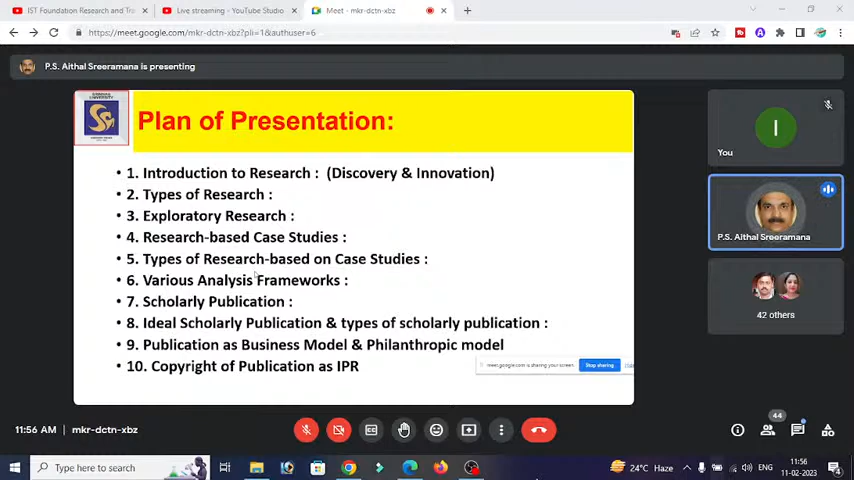 IST Foundation Research and Tra
Live streaming - YouTube Studio
Meet - mkr-dctn-xbz
https://meet.google.com/mkr-dctn-xbz?pli=1&authuser=6
P.S. Aithal Sreeramana is presenting
Plan of Presentation:
• 1. Introduction to Research : (Discovery & Innovation)
• 2. Types of Research :
• 3. Exploratory Research :
• 4. Research-based Case Studies :
• 5. Types of Research-based on Case Studies :
• 6. Various Analysis Frameworks :
• 7. Scholarly Publication :
• 8. Ideal Scholarly Publication & types of scholarly publication :
• 9. Publication as Business Model & Philanthropic model
• 10. Copyright of Publication as IPR
meet.google.com is sharing your screen.
Stop sharing
I
You
P.S. Aithal Sreeramana
42 others
11:56 AM | mkr-dctn-xbz
44
Type here to search
24°C Haze
ENG
11:56
11-02-2023
4